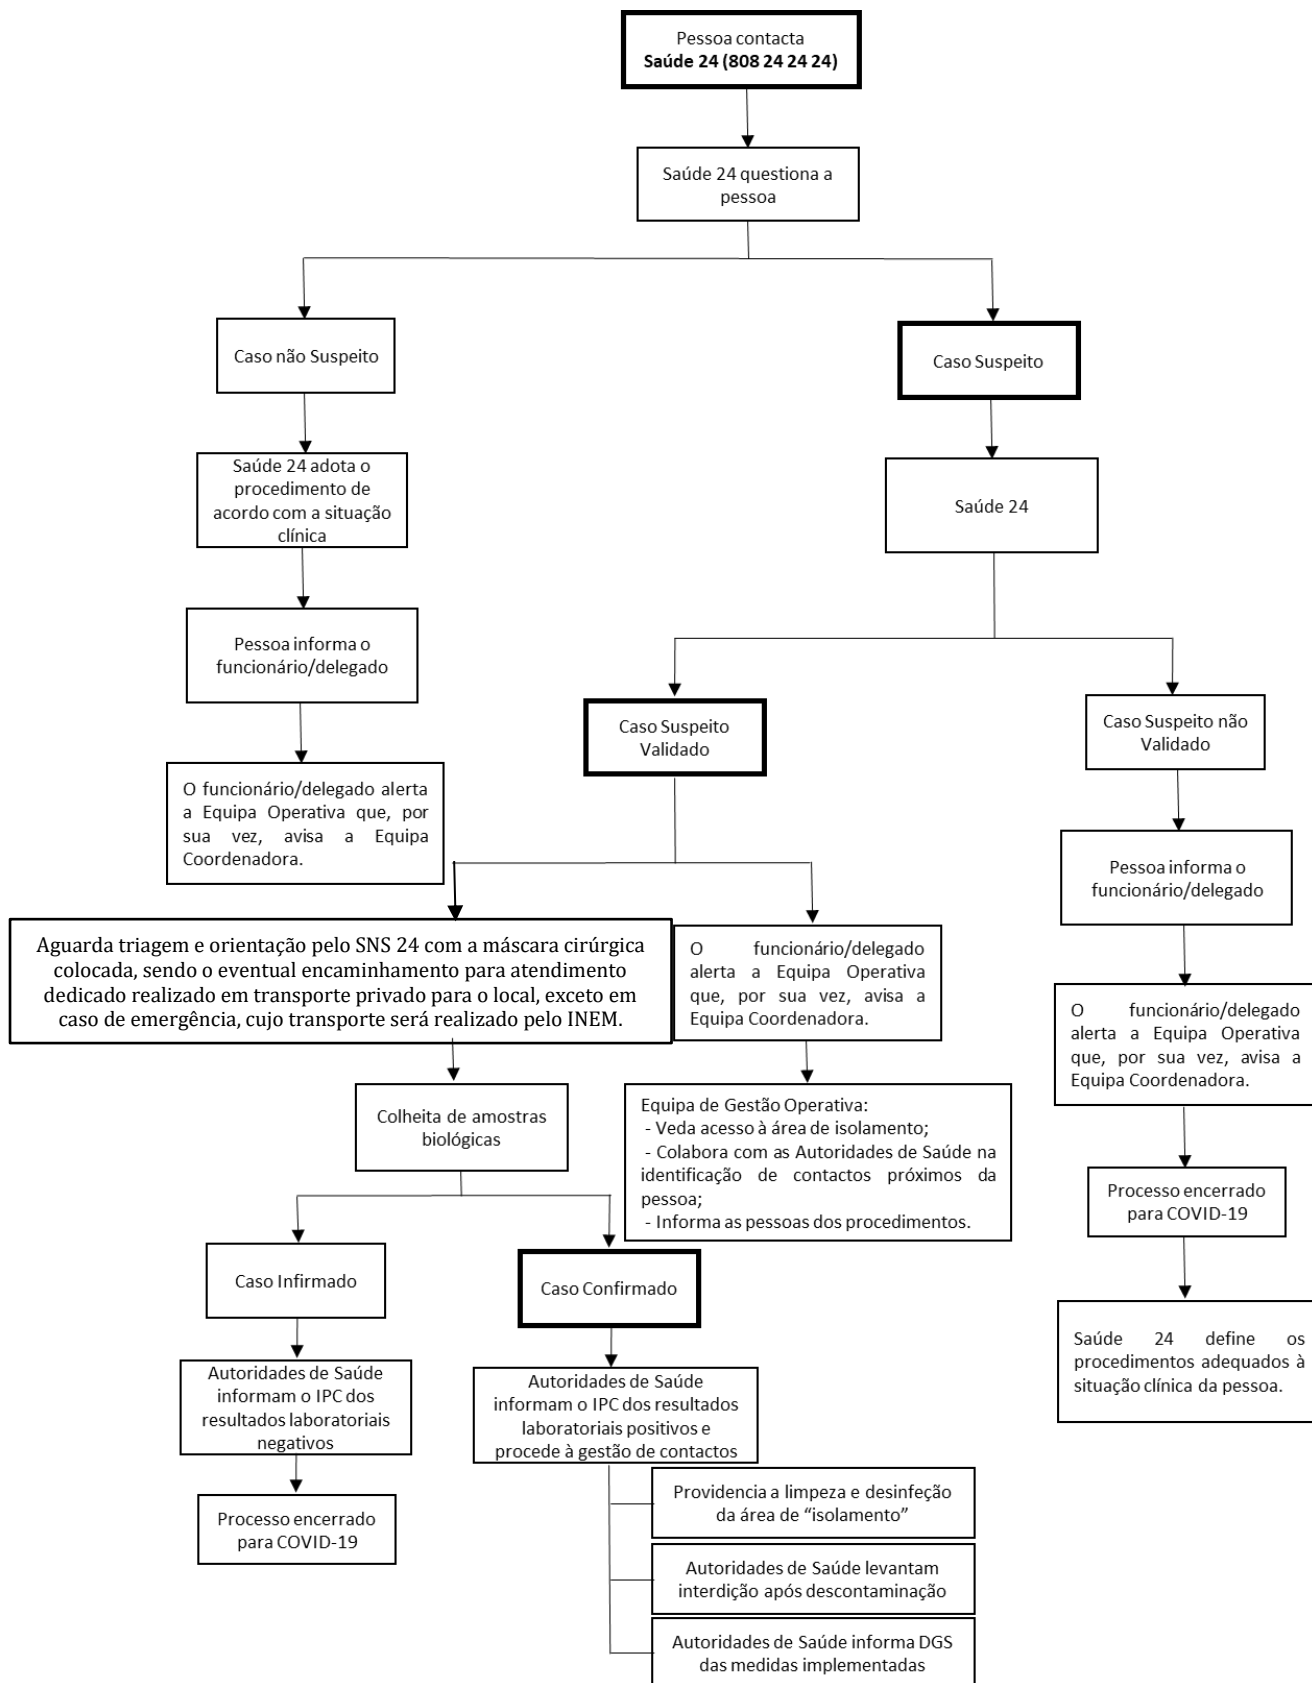 Pessoa contacta
Saúde 24 (808 24 24 24)
Saúde 24 questiona a
pessoa
Caso não Suspeito
Caso Suspeito
Saúde 24 adota o
procedimento de
acordo com a situação
clínica
Saúde 24
Pessoa informa o
funcionário/delegado
Caso Suspeito
Validado
Caso Suspeito não
Validado
O funcionário/delegado alerta
a Equipa Operativa que, por
sua vez, avisa a Equipa
Coordenadora.
Pessoa informa o
funcionário/delegado
Aguarda triagem e orientação pelo SNS 24 com a máscara cirúrgica
colocada, sendo o eventual encaminhamento para atendimento
dedicado realizado em transporte privado para o local, exceto em
caso de emergência, cujo transporte será realizado pelo INEM.
O funcionário/delegado
alerta a Equipa Operativa
que, por sua vez, avisa a
Equipa Coordenadora.
O funcionário/delegado
alerta a Equipa Operativa
que, por sua vez, avisa a
Equipa Coordenadora.
Colheita de amostras
biológicas
Equipa de Gestão Operativa:
- Veda acesso à área de isolamento;
- Colabora com as Autoridades de Saúde na
identificação de contactos próximos da
pessoa;
- Informa as pessoas dos procedimentos.
Processo encerrado
para COVID-19
Caso Infirmado
Caso Confirmado
Saúde 24 define os
procedimentos adequados à
situação clínica da pessoa.
Autoridades de Saúde
informam o IPC dos
resultados laboratoriais
negativos
Autoridades de Saúde
informam o IPC dos resultados
laboratoriais positivos e
procede à gestão de contactos
Processo encerrado
para COVID-19
Providencia a limpeza e desinfeção
da área de “isolamento”
Autoridades de Saúde levantam
interdição após descontaminação
Autoridades de Saúde informa DGS
das medidas implementadas